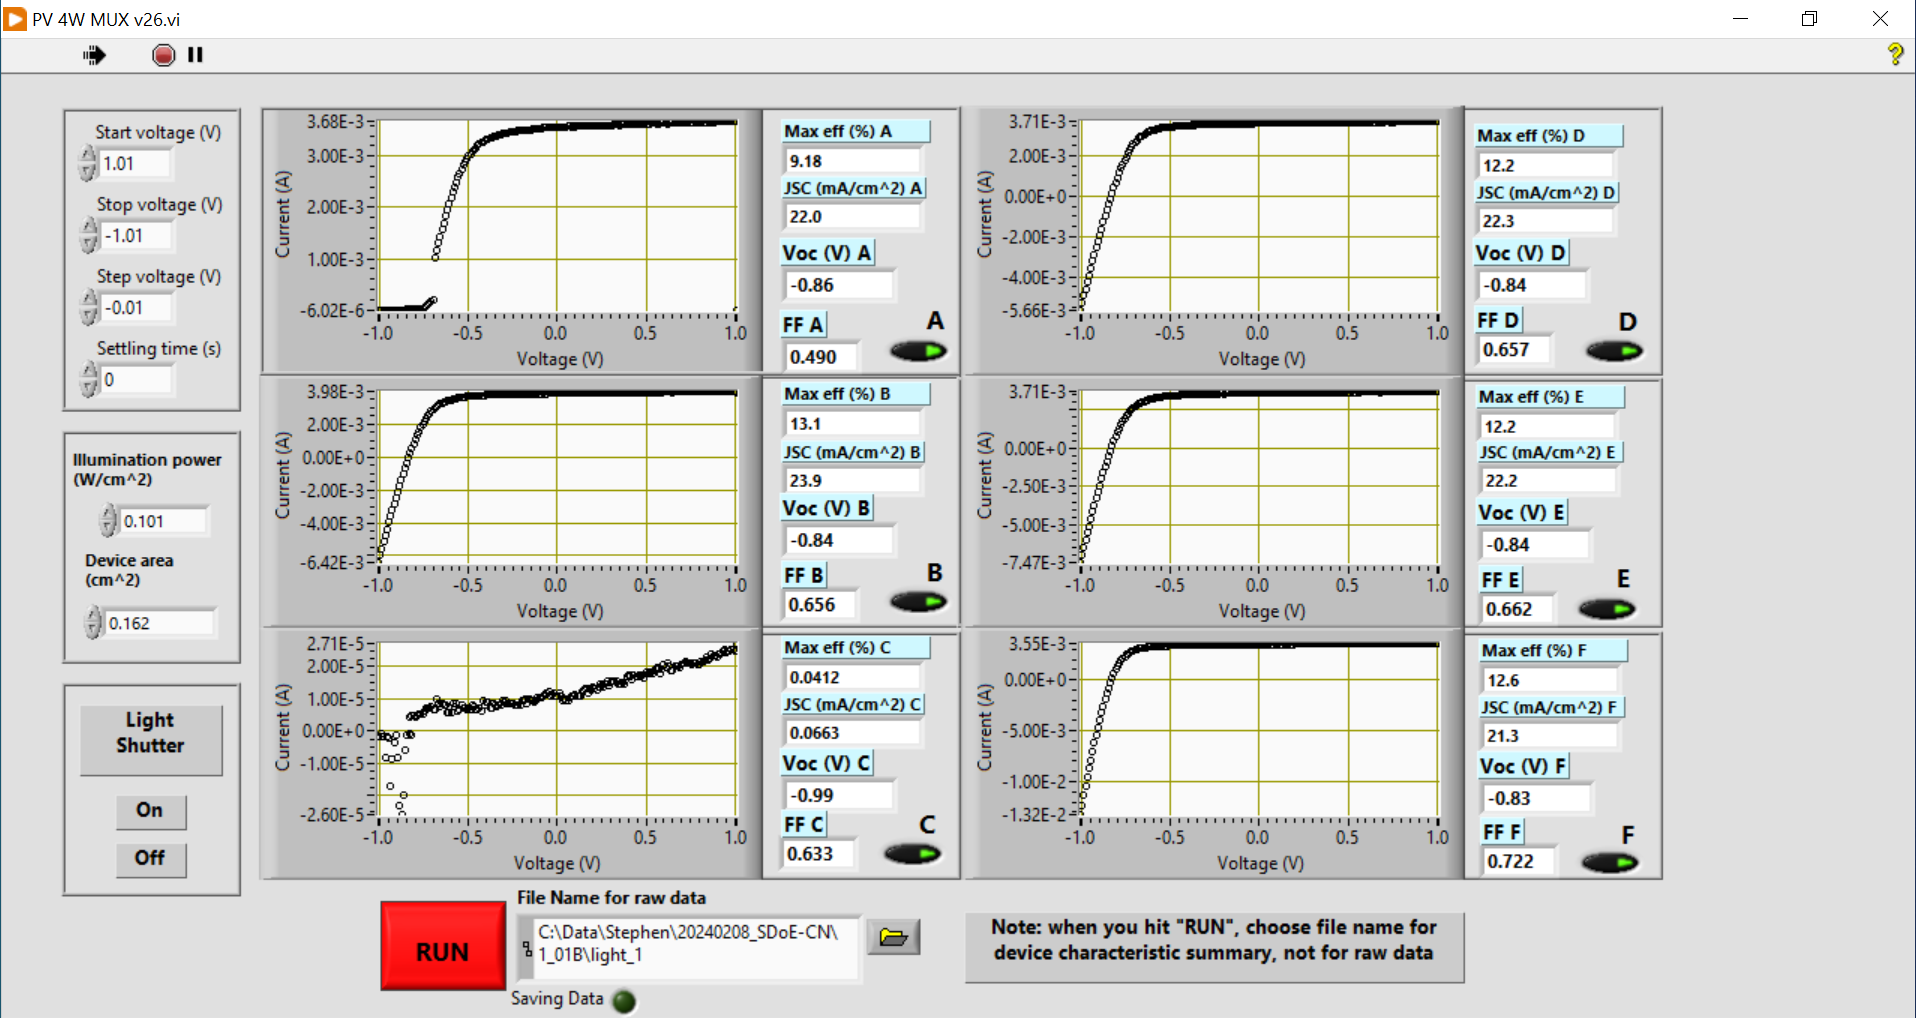 PV 4W MUX v26.vi
Start voltage (V)
1.01
Stop voltage (V)
-1.01
Step voltage (V)
-0.01
Settling time (s)
0
Illumination power
(W/cm^2)
0.101
Device area
(cm^2)
0.162
Light
Shutter
On
Off
Current (A)
3.68E-3
3.00E-3
2.00E-3
1.00E-3
-6.02E-6
-1.0 -0.5 0.0 0.5 1.0
Voltage (V)
Max eff (%) A
9.18
JSC (mA/cm^2) A
22.0
Voc (V) A
-0.86
FF A
0.490
A
Current (A)
3.71E-3
2.00E-3
0.00E+0
-2.00E-3
-4.00E-3
-5.66E-3
-1.0 -0.5 0.0 0.5 1.0
Voltage (V)
Max eff (%) D
12.2
JSC (mA/cm^2) D
22.3
Voc (V) D
-0.84
FF D
0.657
D
Current (A)
3.98E-3
2.00E-3
0.00E+0
-2.00E-3
-4.00E-3
-6.42E-3
-1.0 -0.5 0.0 0.5 1.0
Voltage (V)
Max eff (%) B
13.1
JSC (mA/cm^2) B
23.9
Voc (V) B
-0.84
FF B
0.656
B
Current (A)
3.71E-3
0.00E+0
-2.50E-3
-5.00E-3
-7.47E-3
-1.0 -0.5 0.0 0.5 1.0
Voltage (V)
Max eff (%) E
12.2
JSC (mA/cm^2) E
22.2
Voc (V) E
-0.84
FF E
0.662
E
Current (A)
2.71E-5
2.00E-5
1.00E-5
0.00E+0
-1.00E-5
-2.60E-5
-1.0 -0.5 0.0 0.5 1.0
Voltage (V)
Max eff (%) C
0.0412
JSC (mA/cm^2) C
0.0663
Voc (V) C
-0.99
FF C
0.633
C
Current (A)
3.55E-3
0.00E+0
-5.00E-3
-1.00E-2
-1.32E-2
-1.0 -0.5 0.0 0.5 1.0
Voltage (V)
Max eff (%) F
12.6
JSC (mA/cm^2) F
21.3
Voc (V) F
-0.83
FF F
0.722
F
RUN
File Name for raw data
C:\Data\Stephen\20240208_SDoE-CN\
1_01B\light_1
Saving Data
Note: when you hit "RUN", choose file name for
device characteristic summary, not for raw data